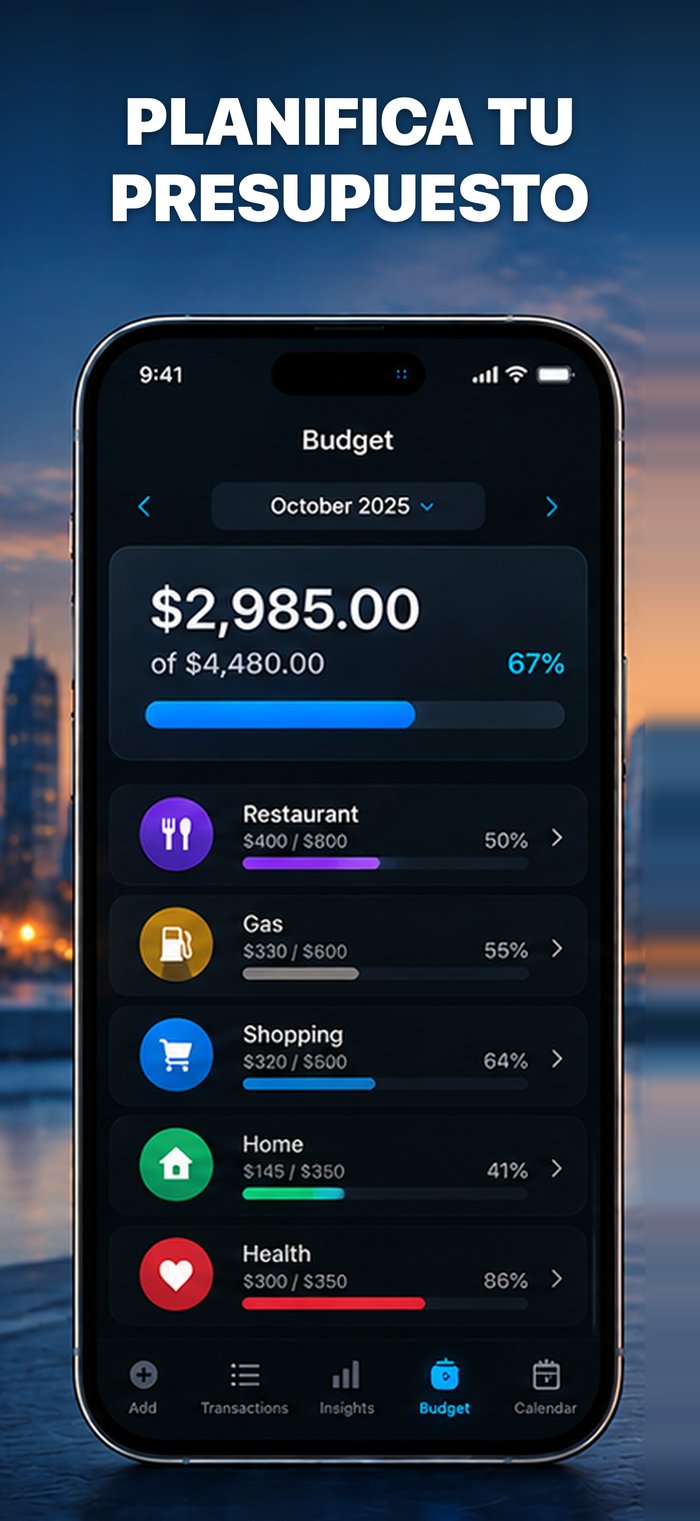 PLANIFICA TU
PRESUPUESTO
9:41
Budget
October 2025
$2,985.00
of $4,480.00
67%
Restaurant
$400 / $800
50%
Gas
$330 / $600
55%
Shopping
$320 / $600
64%
Home
$145 / $350
41%
Health
$300 / $350
86%
Add
Transactions
Insights
Budget
Calendar